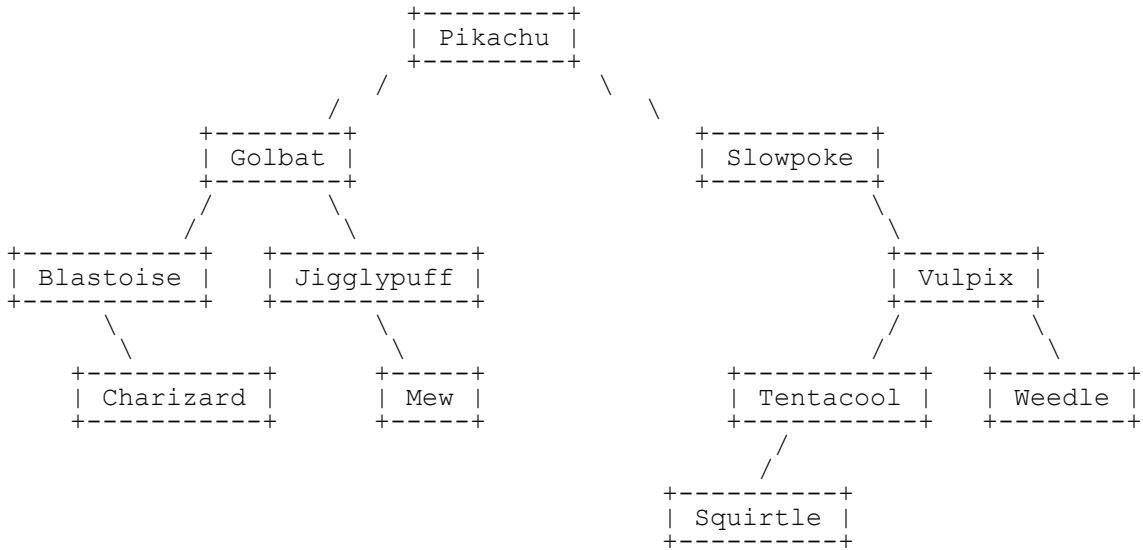 Pikachu
Golbat Slowpoke
Blastoise Jigglypuff Vulpix
Charizard Mew Tentacool Weedle
Squirtle